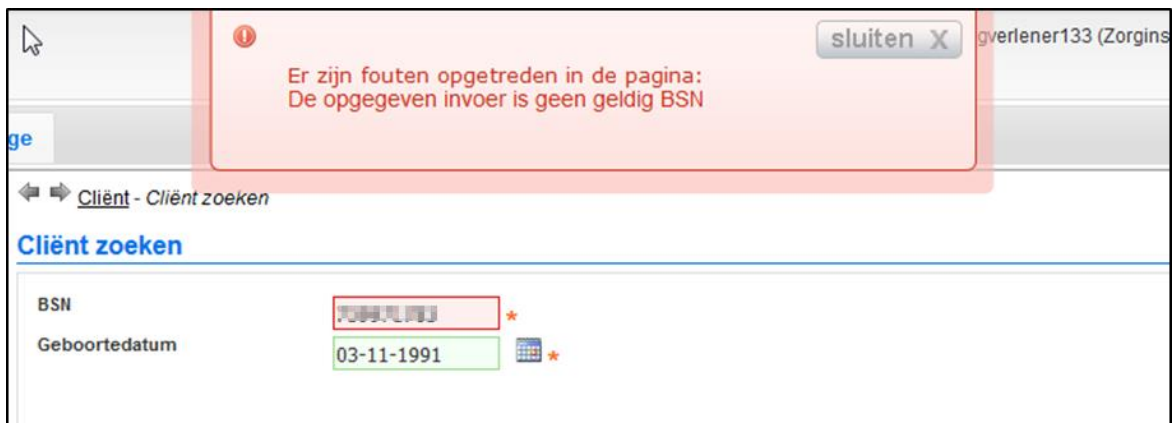 sluiten X
gverlener133 (Zorgins
Er zijn fouten opgetreden in de pagina:
De opgegeven invoer is geen geldig BSN
ge
Cliënt - Cliënt zoeken
Cliënt zoeken
BSN
*
Geboortedatum
03-11-1991 *